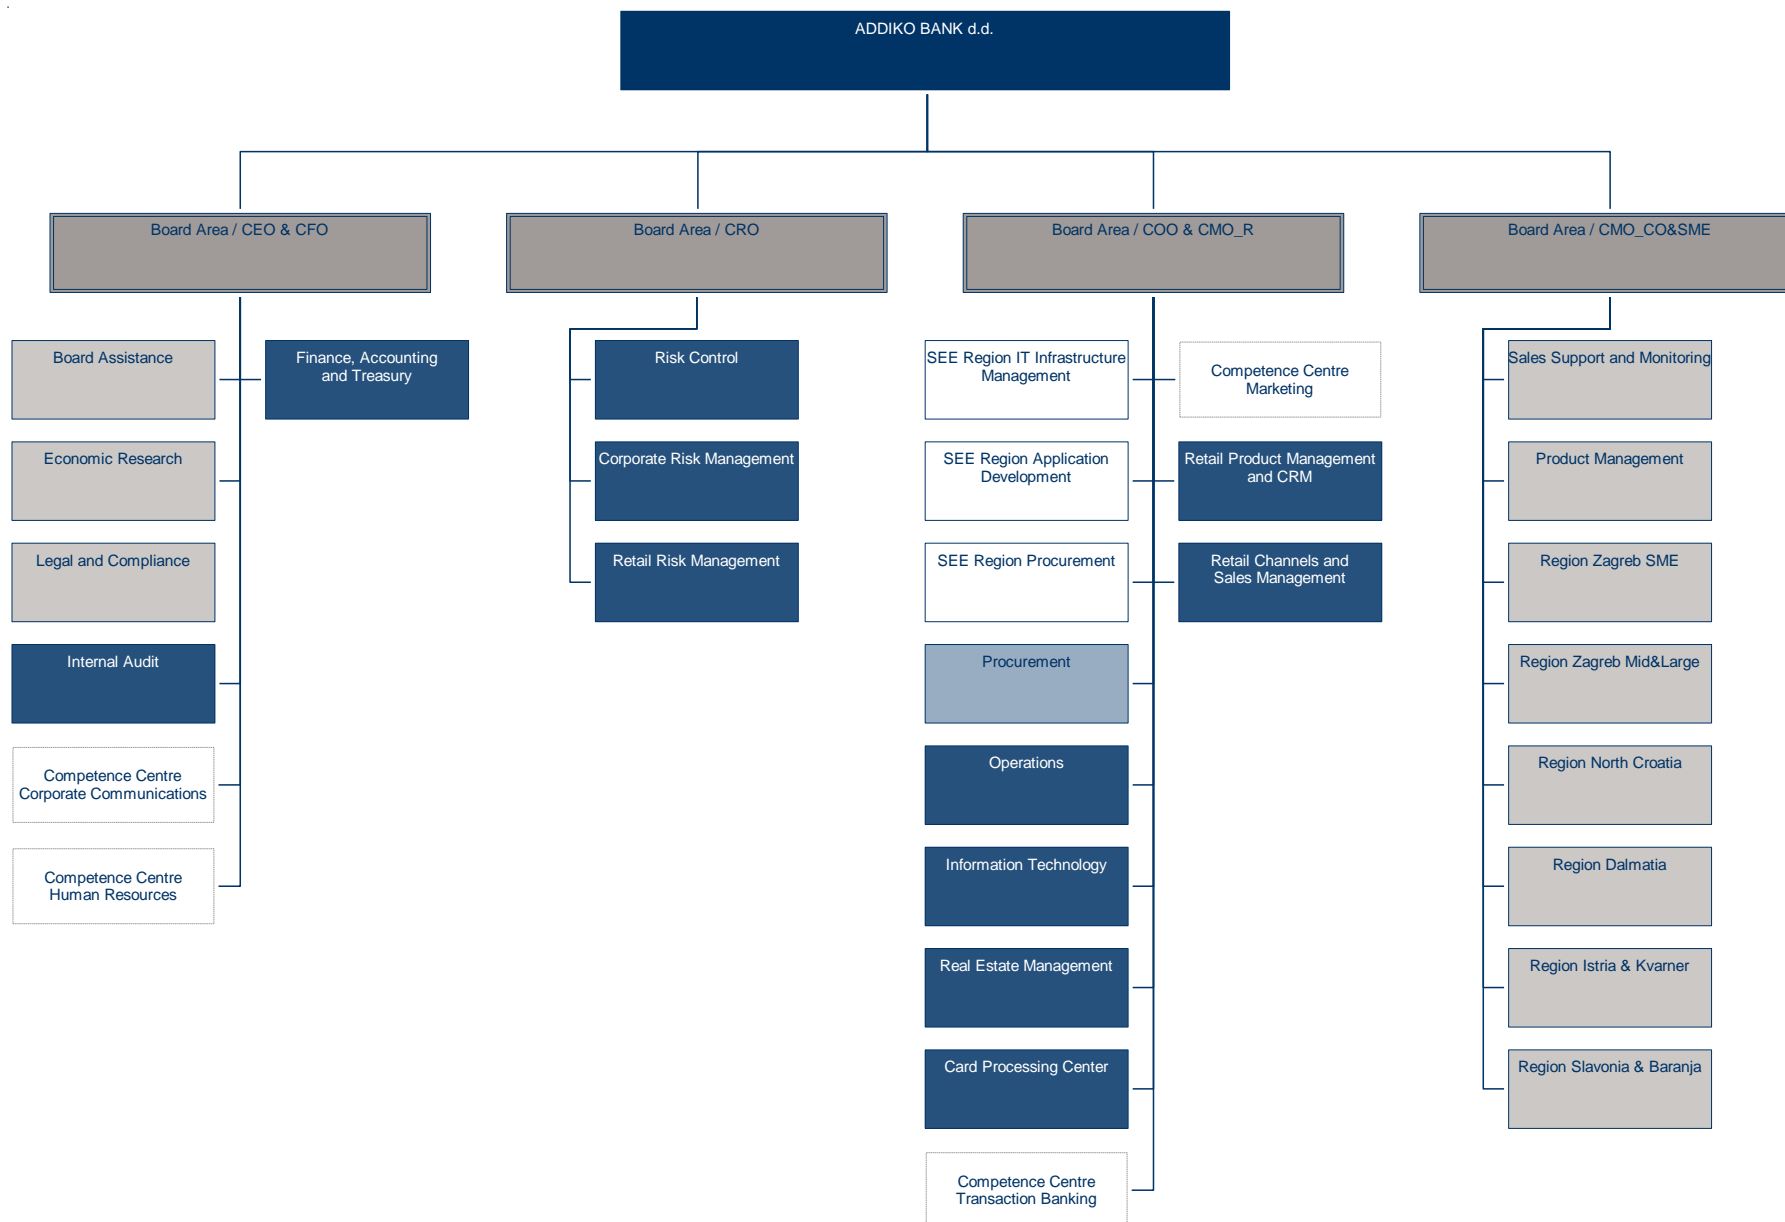 ADDIKO BANK d.d.
Board Area / CEO & CFO
Board Area / CRO
Board Area / COO & CMO_R
Board Area / CMO_CO&SME
Board Assistance
Finance, Accounting
and Treasury
Economic Research
Legal and Compliance
Internal Audit
Competence Centre
Corporate Communications
Competence Centre
Human Resources
Risk Control
Corporate Risk Management
Retail Risk Management
SEE Region IT Infrastructure
Management
Competence Centre
Marketing
SEE Region Application
Development
Retail Product Management
and CRM
SEE Region Procurement
Retail Channels and
Sales Management
Procurement
Operations
Information Technology
Real Estate Management
Card Processing Center
Competence Centre
Transaction Banking
Sales Support and Monitoring
Product Management
Region Zagreb SME
Region Zagreb Mid&Large
Region North Croatia
Region Dalmatia
Region Istria & Kvarner
Region Slavonia & Baranja